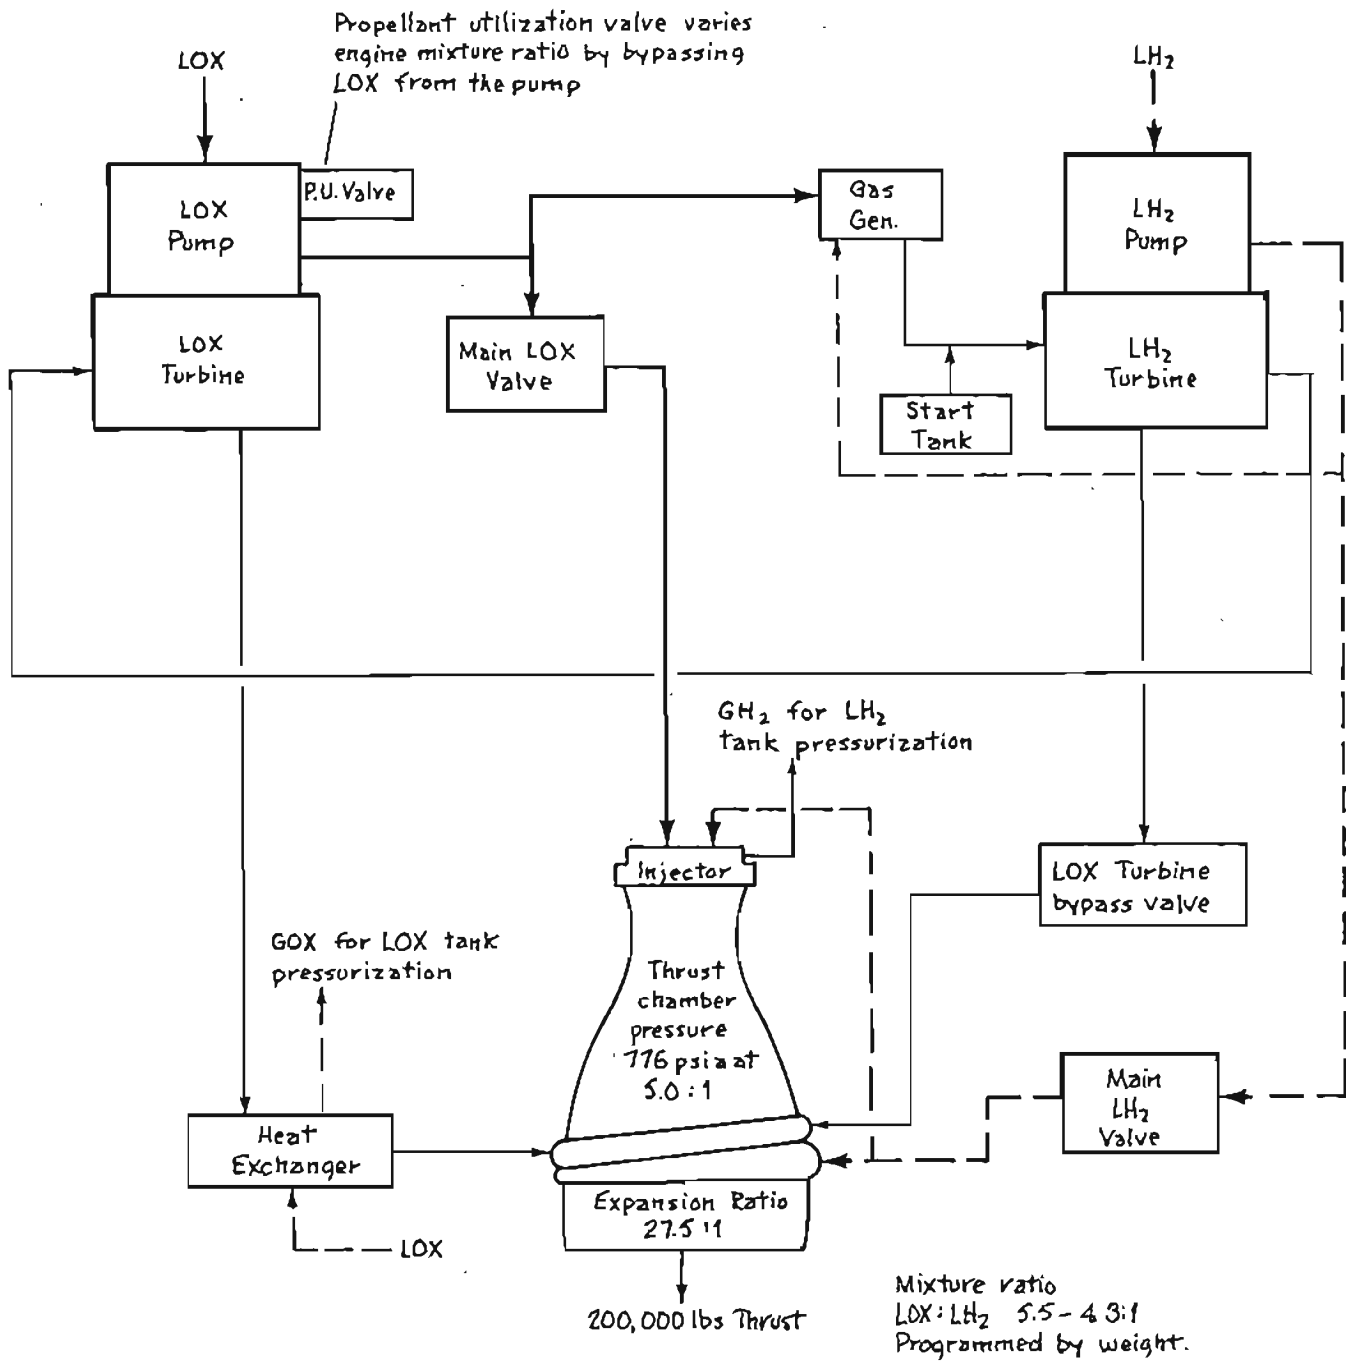 Propellant utilization valve varies
engine mixture ratio by bypassing
LOX from the pump
LOX
LH₂
P.U. Valve
LOX
Pump
Gas
Gen.
LH₂
Pump
LOX
Turbine
Main LOX
Valve
LH₂
Turbine
Start
Tank
GH₂ for LH₂
tank pressurization
Injector
LOX Turbine
bypass valve
GOX for LOX tank
pressurization
Thrust
chamber
pressure
776 psia at
5.0:1
Main
LH₂
Valve
Heat
Exchanger
Expansion Ratio
27.5:1
LOX
200,000 lbs Thrust
Mixture ratio
LOX:LH₂ 5.5-4.3:1
Programmed by weight.